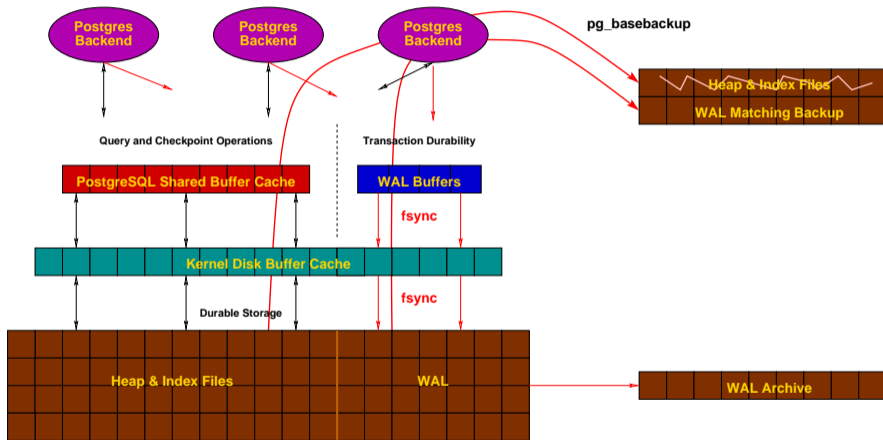 Postgres
Backend
Postgres
Backend
Postgres
Backend
pg_basebackup
Heap & Index Files
WAL Matching Backup
Query and Checkpoint Operations
Transaction Durability
PostgreSQL Shared Buffer Cache
WAL Buffers
fsync
Kernel Disk Buffer Cache
fsync
Durable Storage
Heap & Index Files
WAL
WAL Archive